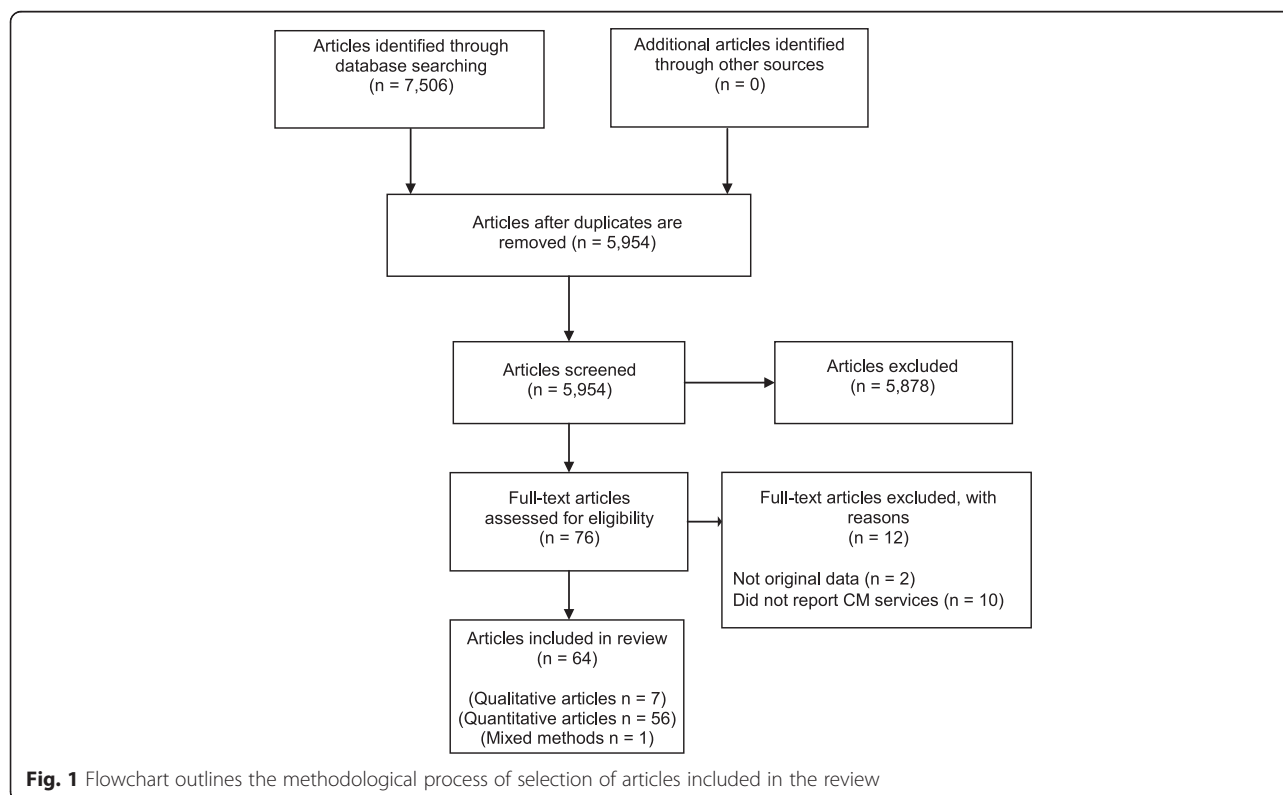 Articles identified through
database searching
(n = 7,506)
Additional articles identified
through other sources
(n = 0)
Articles after duplicates are
removed (n = 5,954)
Articles screened
(n = 5,954)
Articles excluded
(n = 5,878)
Full-text articles
assessed for eligibility
(n = 76)
Full-text articles excluded, with
reasons
(n = 12)
Not original data (n = 2)
Did not report CM services (n = 10)
Articles included in review
(n = 64)
(Qualitative articles n = 7)
(Quantitative articles n = 56)
(Mixed methods n = 1)
Fig. 1 Flowchart outlines the methodological process of selection of articles included in the review